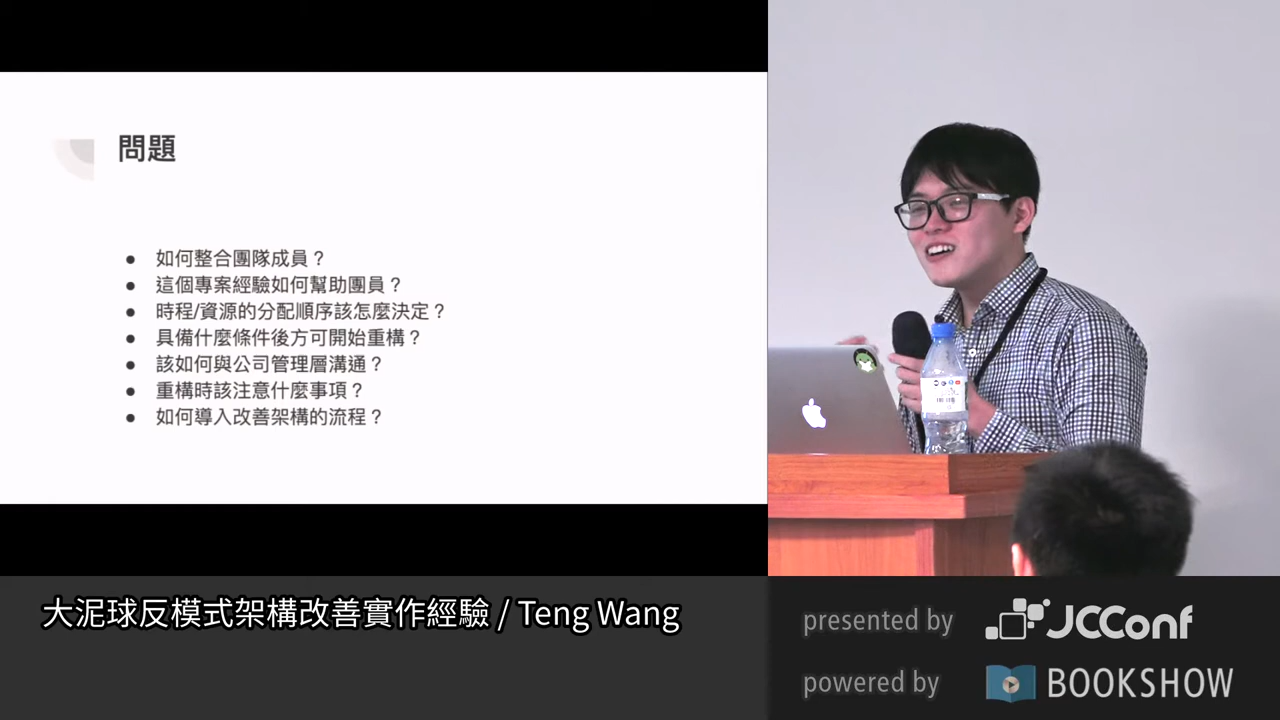 問題
如何整合團隊成員？
這個專案經驗如何幫助團員？
時程/資源的分配順序該怎麼決定？
具備什麼條件後方可開始重構？
該如何與公司管理層溝通？
重構時該注意什麼事項？
如何導入改善架構的流程？
大泥球反模式架構改善實作經驗 / Teng Wang
presented by JCConf
powered by BOOKSHOW